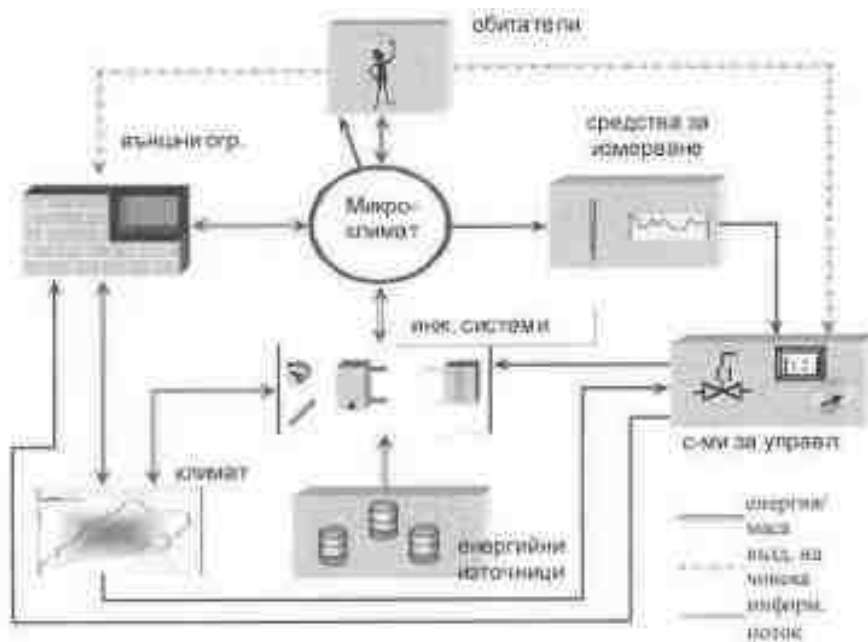 обитатели
външни огр.
средства за
измерване
Микро-
климат
инж. системи
с-ми за управл
климат
енергийни
източници
енергия/
маса
възд. на
човека
информ.
поток